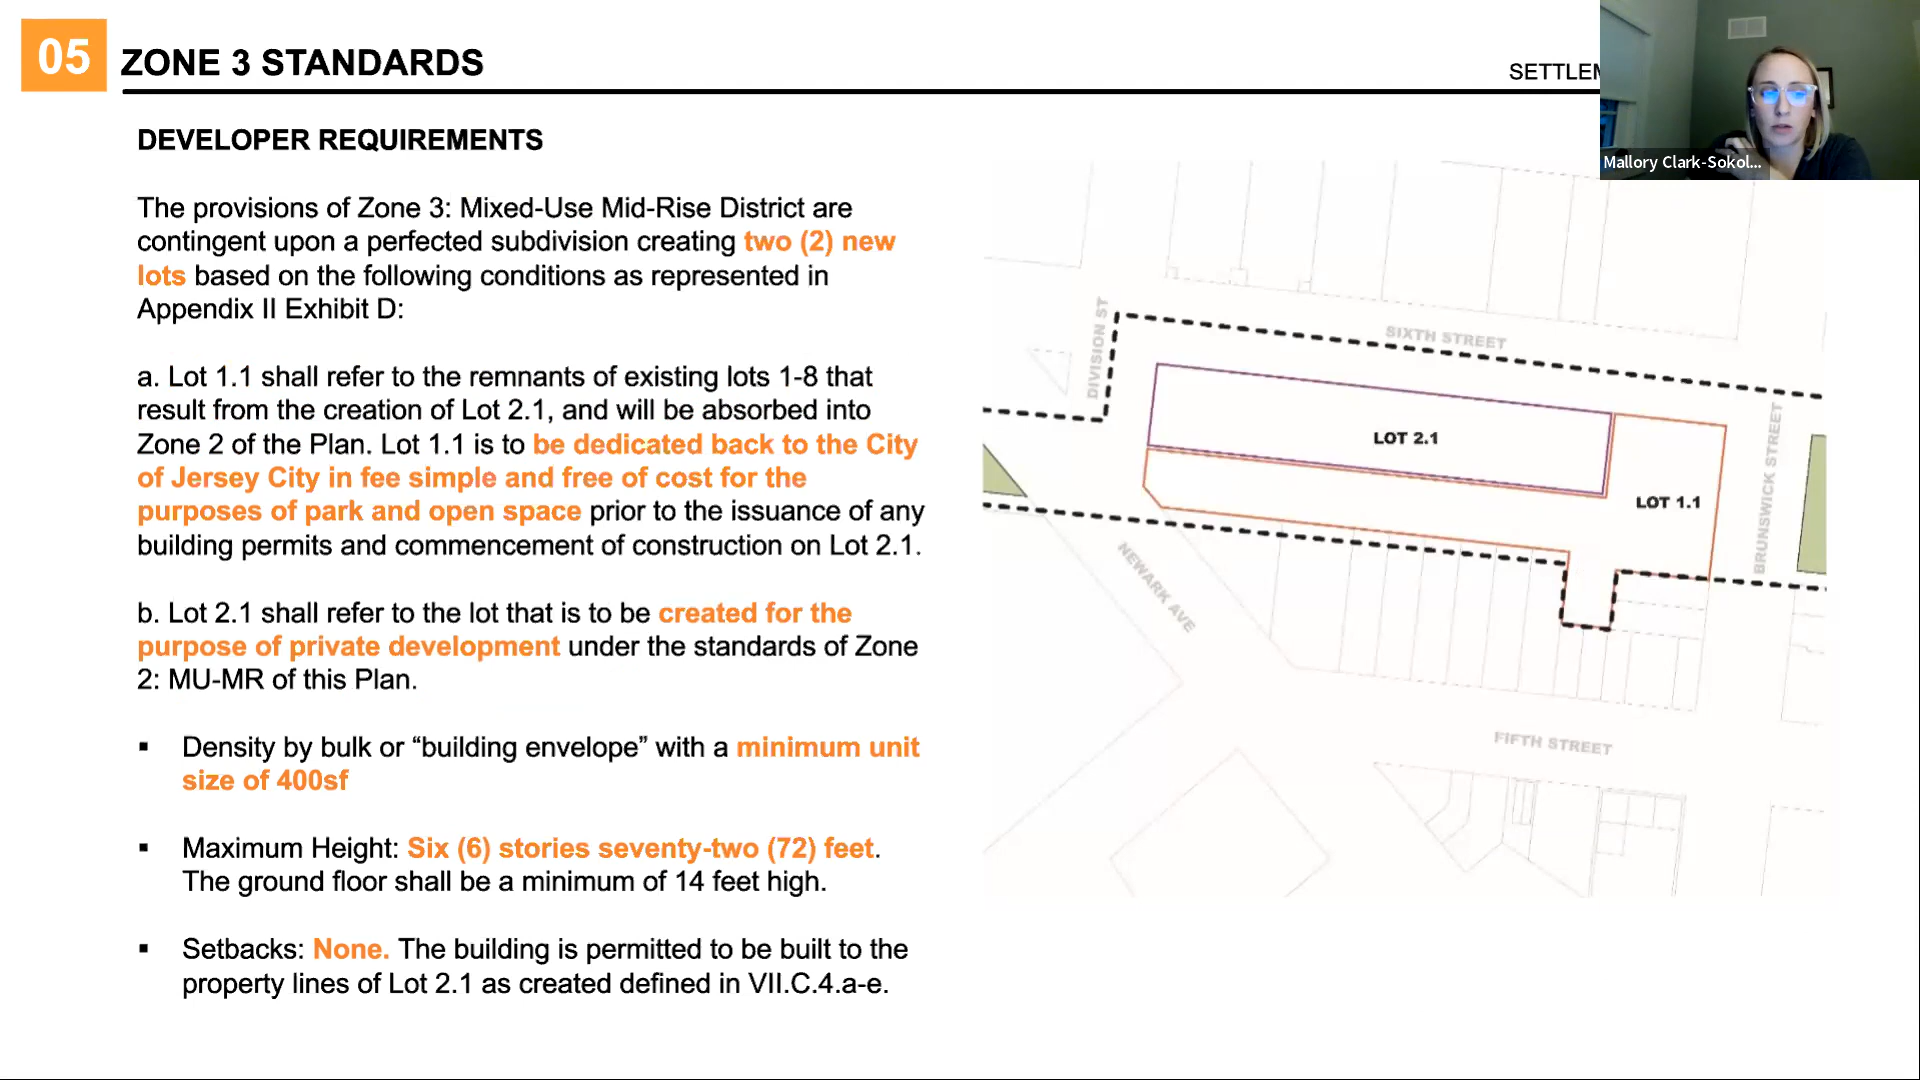 05
ZONE 3 STANDARDS
SETTLEM
Mallory Clark-Sokol...
DEVELOPER REQUIREMENTS
The provisions of Zone 3: Mixed-Use Mid-Rise District are
contingent upon a perfected subdivision creating two (2) new
lots based on the following conditions as represented in
Appendix II Exhibit D:
a. Lot 1.1 shall refer to the remnants of existing lots 1-8 that
result from the creation of Lot 2.1, and will be absorbed into
Zone 2 of the Plan. Lot 1.1 is to be dedicated back to the City
of Jersey City in fee simple and free of cost for the
purposes of park and open space prior to the issuance of any
building permits and commencement of construction on Lot 2.1.
b. Lot 2.1 shall refer to the lot that is to be created for the
purpose of private development under the standards of Zone
2: MU-MR of this Plan.
▪ Density by bulk or “building envelope” with a minimum unit
size of 400sf
▪ Maximum Height: Six (6) stories seventy-two (72) feet.
The ground floor shall be a minimum of 14 feet high.
▪ Setbacks: None. The building is permitted to be built to the
property lines of Lot 2.1 as created defined in VII.C.4.a-e.
DIVISION ST
SIXTH STREET
LOT 2.1
LOT 1.1
BRUNSWICK STREET
NEWARK AVE
FIFTH STREET